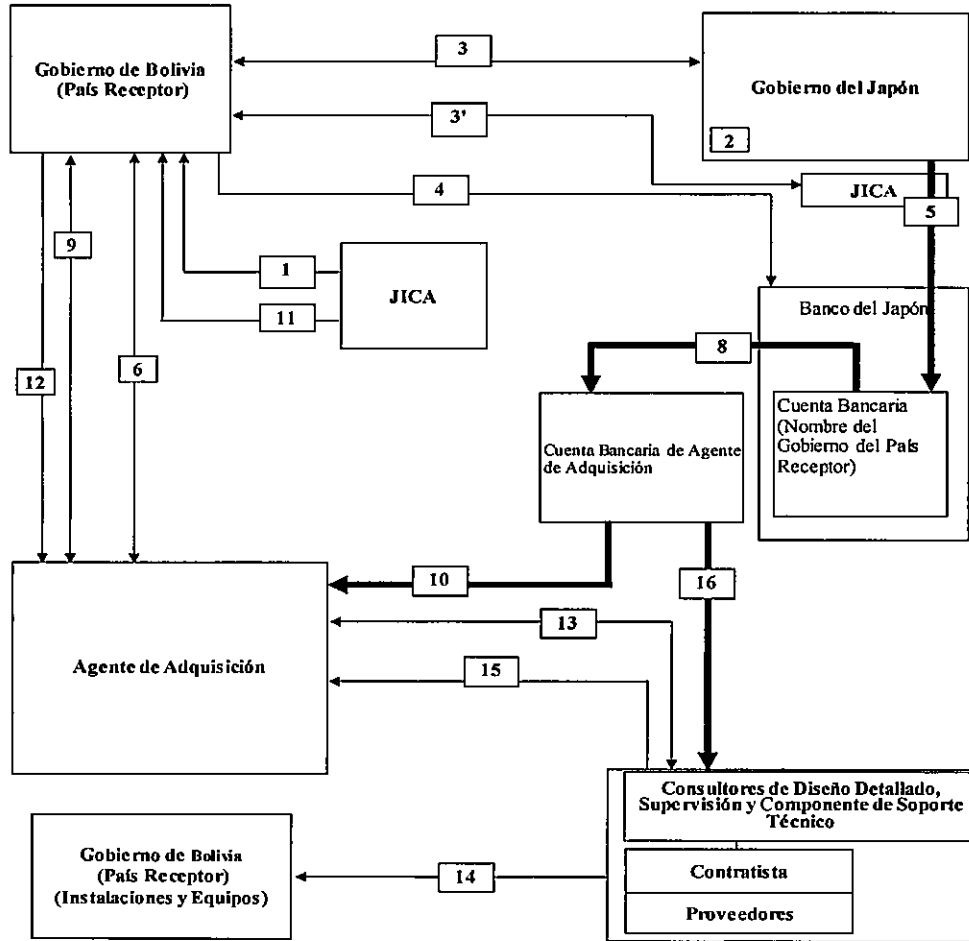 3
Gobierno de Bolivia
(País Receptor)
Gobierno del Japón
3'
2
4
JICA
5
9
1
JICA
11
Banco del Japón
8
12
6
Cuenta Bancaria
(Nombre del
Gobierno del País
Receptor)
Cuenta Bancaria de Agente
de Adquisición
10
16
13
Agente de Adquisición
15
Consultores de Diseño Detallado,
Supervisión y Componente de Soporte
Técnico
Gobierno de Bolivia
(País Receptor)
(Instalaciones y Equipos)
14
Contratista
Proveedores